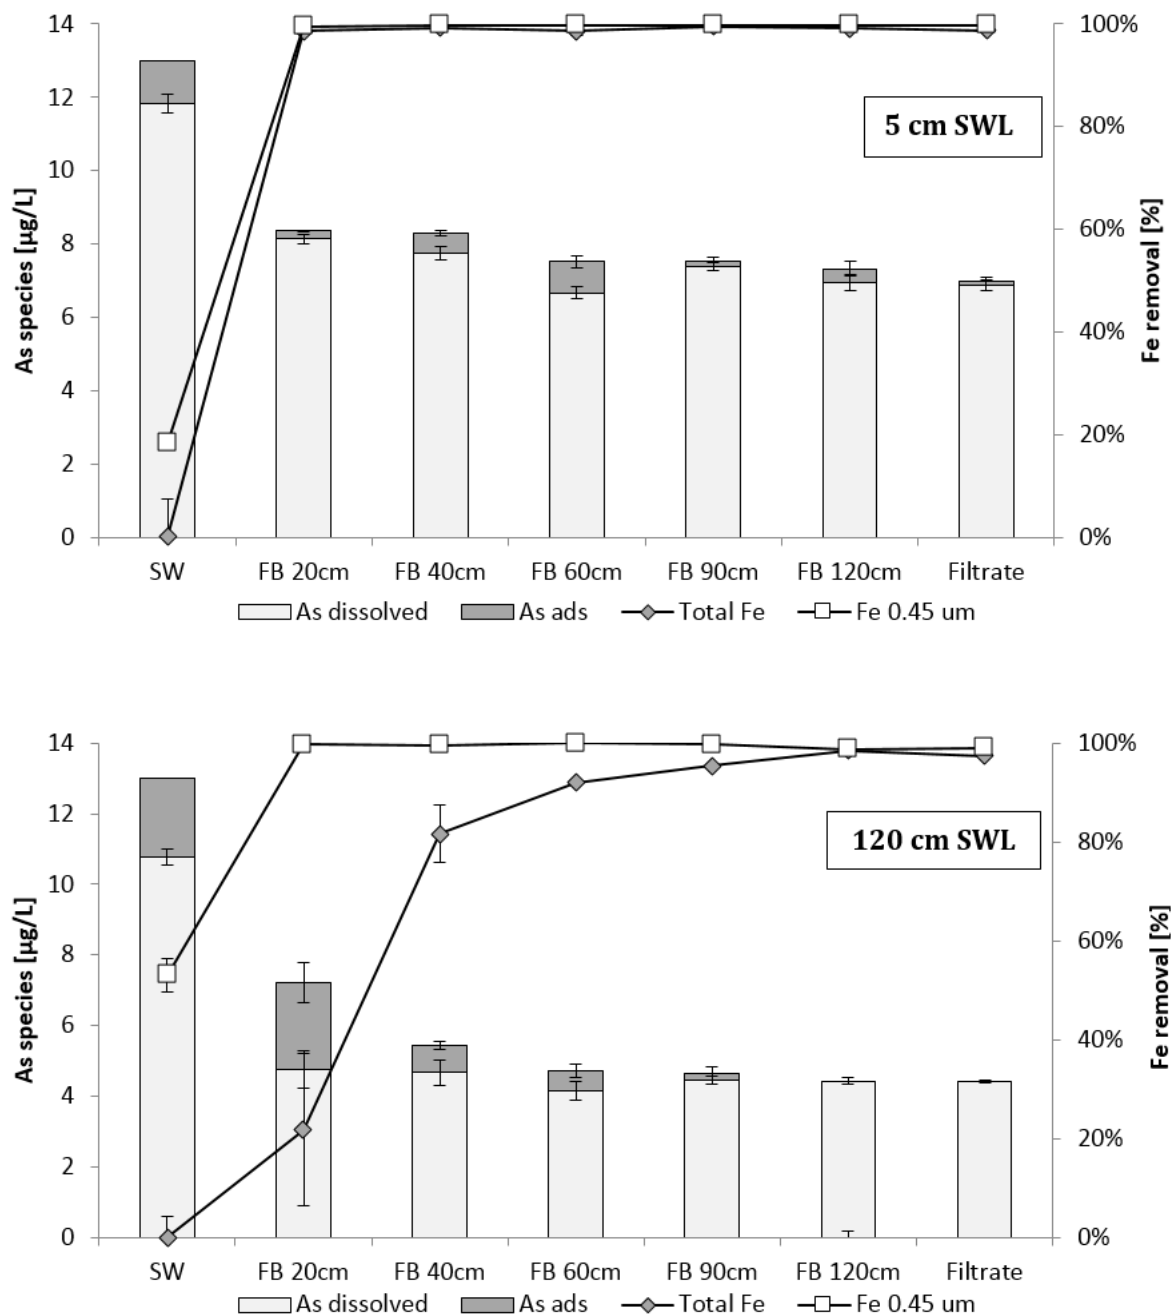 14
12
10
8
6
4
2
0
As species [µg/L]
100%
80%
60%
40%
20%
0%
Fe removal [%]
5 cm SWL
SW FB 20cm FB 40cm FB 60cm FB 90cm FB 120cm Filtrate
As dissolved As ads Total Fe Fe 0.45 um
14
12
10
8
6
4
2
0
As species [µg/L]
100%
80%
60%
40%
20%
0%
Fe removal [%]
120 cm SWL
SW FB 20cm FB 40cm FB 60cm FB 90cm FB 120cm Filtrate
As dissolved As ads Total Fe Fe 0.45 um